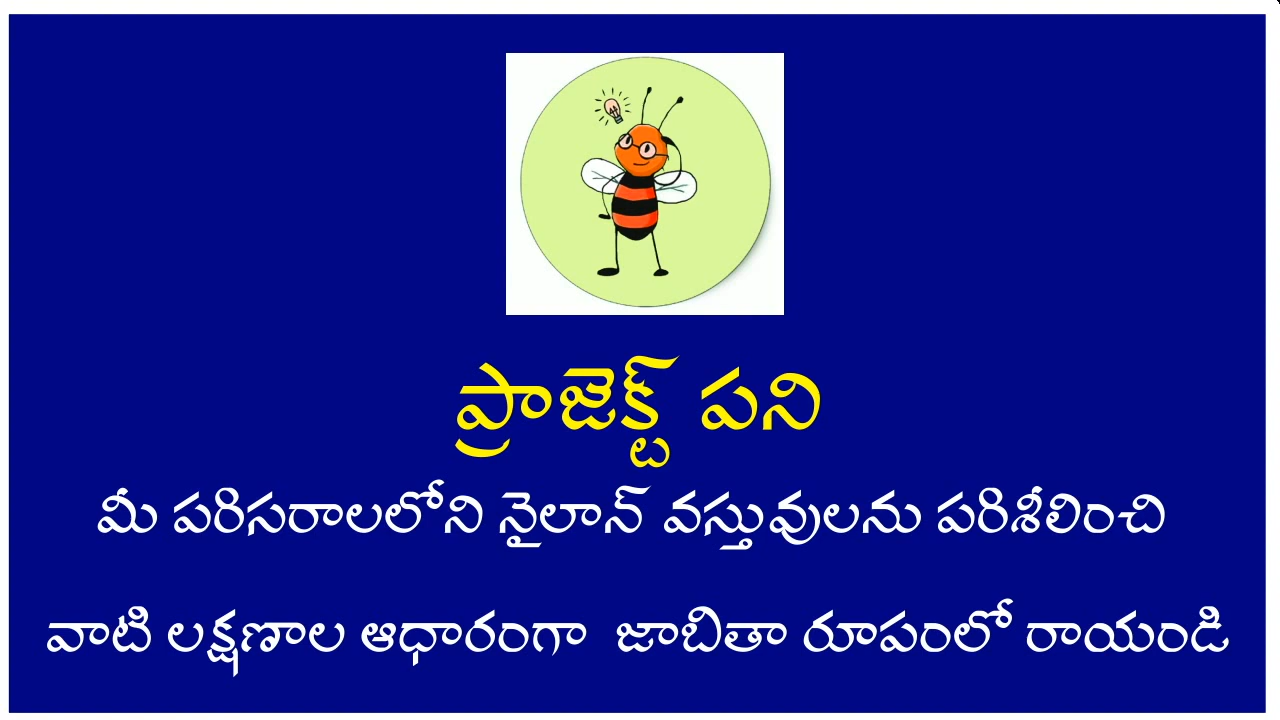 ప్రాజెక్ట్ పని
మీ పరిసరాలలోని నైలాన్ వస్తువులను పరిశీలించి
వాటి లక్షణాల ఆధారంగా జాబితా రూపంలో రాయండి